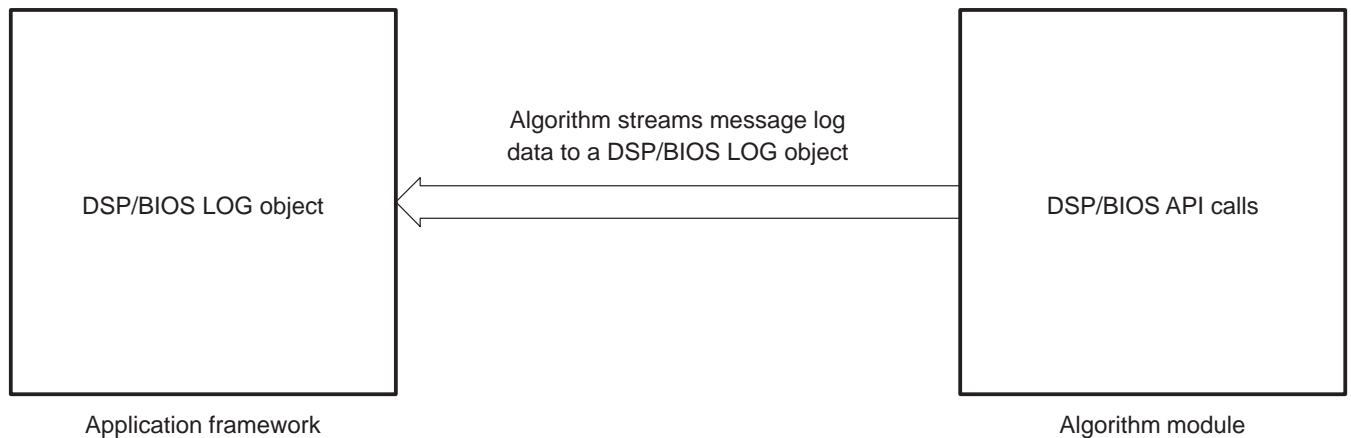 Algorithm streams message log
data to a DSP/BIOS LOG object
DSP/BIOS LOG object
DSP/BIOS API calls
Application framework
Algorithm module